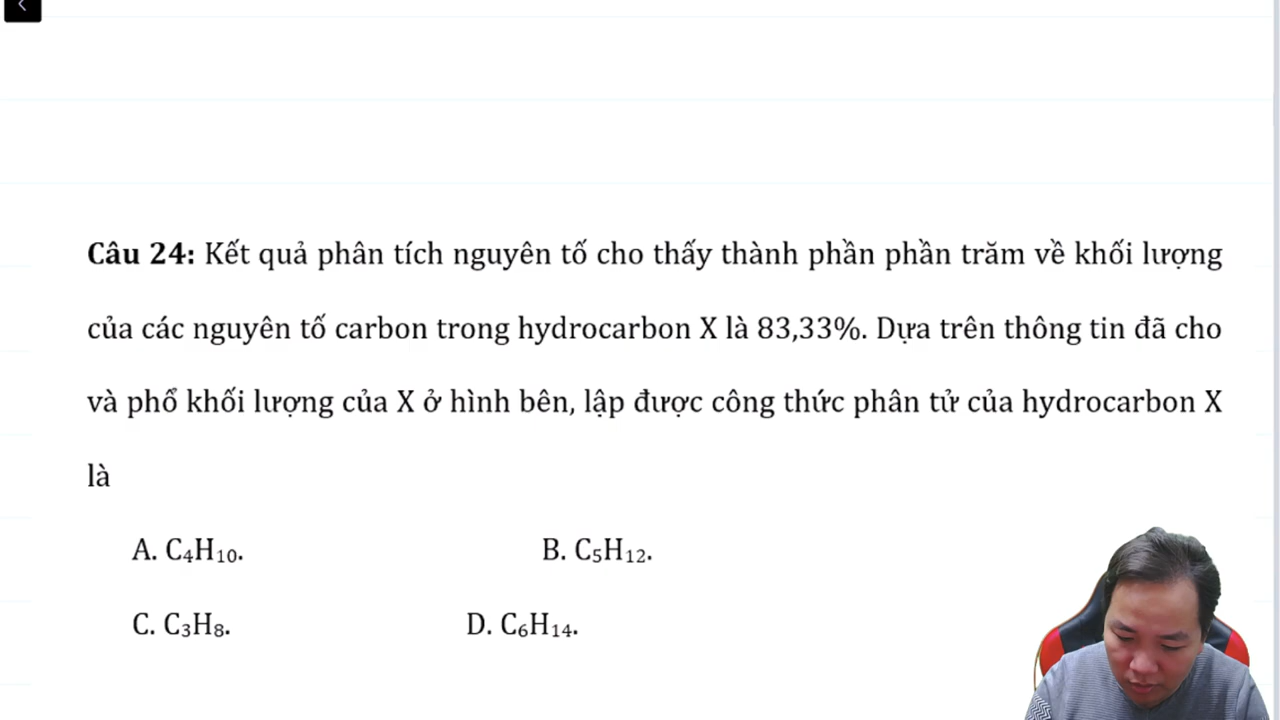 Câu 24: Kết quả phân tích nguyên tố cho thấy thành phần phần trăm về khối lượng
của các nguyên tố carbon trong hydrocarbon X là 83,33%. Dựa trên thông tin đã cho
và phổ khối lượng của X ở hình bên, lập được công thức phân tử của hydrocarbon X
là
A. C₄H₁₀. B. C₅H₁₂.
C. C₃H₈. D. C₆H₁₄.